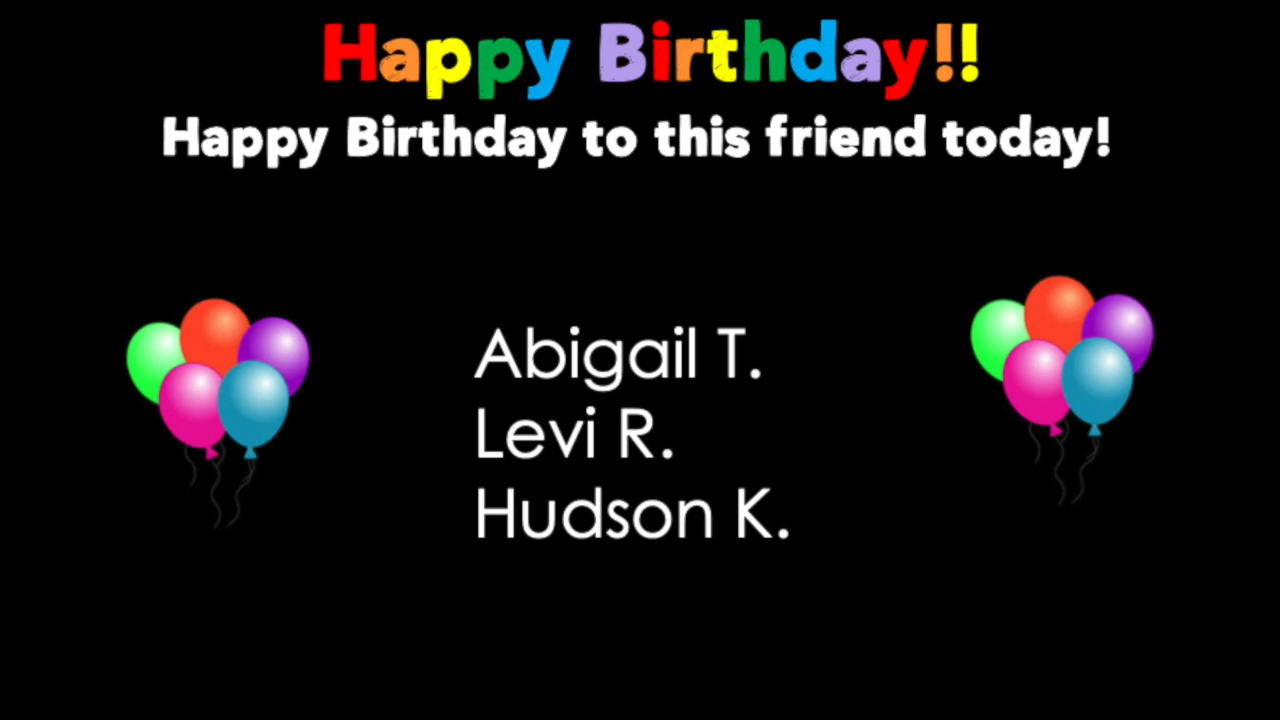 Happy Birthday!!
Happy Birthday to this friend today!
Abigail T.
Levi R.
Hudson K.